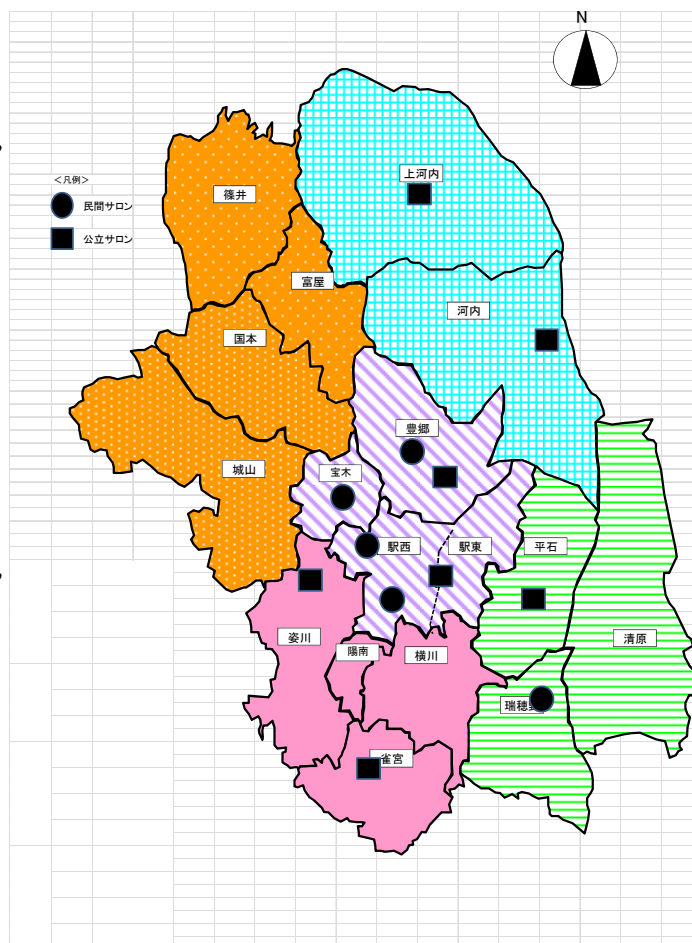 N
上河内
＜凡例＞
篠井
民間サロン
公立サロン
富屋
河内
国本
豊郷
城山
宝木
駅西
駅東
平石
姿川
陽南
横川
清原
瑞穂
雀宮